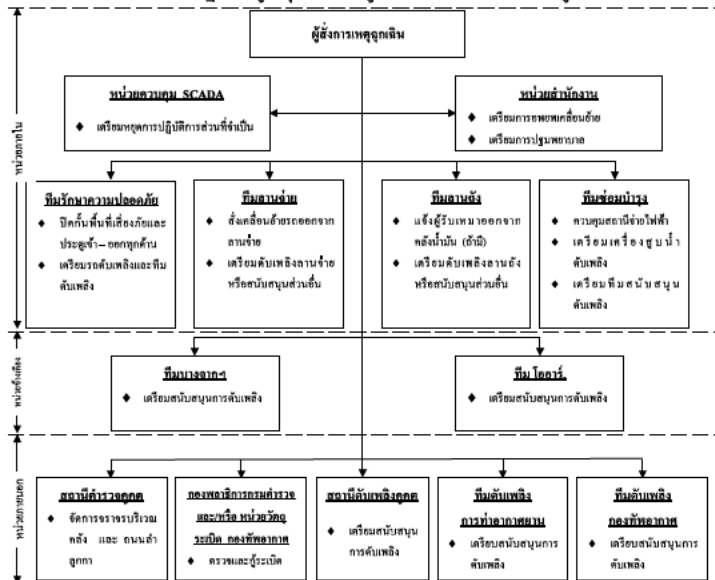 ผู้สั่งการเหตุฉุกเฉิน
หน่วยภายใน
หน่วยควบคุม SCADA
♦ เตรียมหยุดการปฏิบัติการส่วนที่จำเป็น
หน่วยสำนักงาน
♦ เตรียมการอพยพเคลื่อนย้าย
♦ เตรียมการปฐมพยาบาล
ทีมรักษาความปลอดภัย
♦ ปิดกั้นพื้นที่เสี่ยงภัยและ
ประตูเข้า – ออกทุกด้าน
♦ เตรียมรถดับเพลิงและทีม
ดับเพลิง
ทีมลานจ่าย
♦ สั่งเคลื่อนย้ายรถออกจาก
ลานจ่าย
♦ เตรียมดับเพลิงลานจ่าย
หรือสนับสนุนส่วนอื่น
ทีมลานถัง
♦ แจ้งผู้รับเหมาออกจาก
คลังน้ำมัน (ถ้ามี)
♦ เตรียมดับเพลิงลานถัง
หรือสนับสนุนส่วนอื่น
ทีมซ่อมบำรุง
♦ ควบคุมสถานีจ่ายไฟฟ้า
♦ เตรียมเครื่องสูบน้ำ
ดับเพลิง
♦ เตรียมทีมสนับสนุน
ดับเพลิง
หน่วยข้างเคียง
ทีมบางจากฯ
♦ เตรียมสนับสนุนการดับเพลิง
ทีม โออาร์.
♦ เตรียมสนับสนุนการดับเพลิง
หน่วยภายนอก
สถานีตำรวจคูคต
♦ จัดการจราจรบริเวณ
คลัง และ ถนนลำ
ลูกกา
กองพลาธิการกรมตำรวจ
และ/หรือ หน่วยวัตถุ
ระเบิด กองทัพอากาศ
♦ ตรวจและกู้ระเบิด
สถานีดับเพลิงคูคต
♦ เตรียมสนับสนุน
การดับเพลิง
ทีมดับเพลิง
การท่าอากาศยาน
♦ เตรียบสนับสนุนการ
ดับเพลิง
ทีมดับเพลิง
กองทัพอากาศ
♦ เตรียบสนับสนุนการ
ดับเพลิง